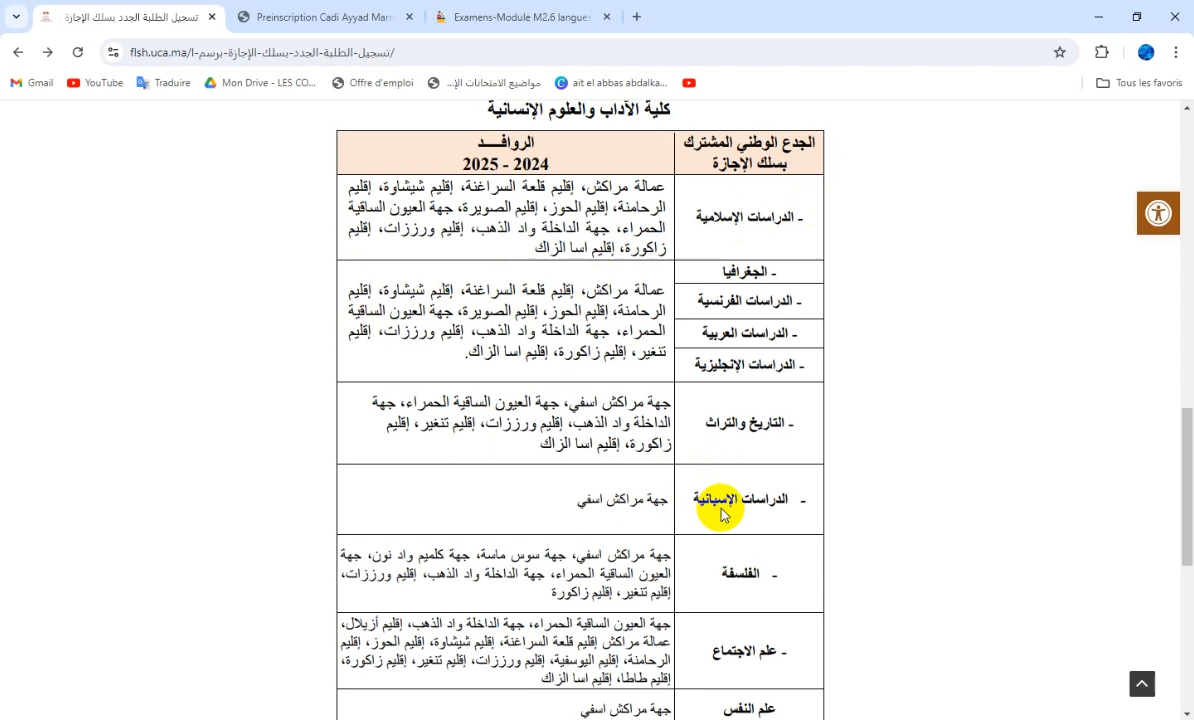 تسجيل الطلبة الجدد بسلك الإجازة
Preinscription Cadi Ayyad Marr
Examens-Module M2.6 langues
flsh.uca.ma/تسجيل-الطلبة-الجدد-بسلك-الإجازة-برسم-ا/
Gmail
YouTube
Traduire
Mon Drive - LES CO...
Offre d'emploi
مواضيع الامتحانات الإ...
ait el abbas abdalka...
Tous les favoris
كلية الآداب والعلوم الإنسانية
الجدع الوطني المشترك
بسلك الإجازة
الروافــــد
2024 - 2025
- الدراسات الإسلامية
عمالة مراكش، إقليم قلعة السراغنة، إقليم شيشاوة، إقليم
الرحامنة، إقليم الحوز، إقليم الصويرة، جهة العيون الساقية
الحمراء، جهة الداخلة واد الذهب، إقليم ورززات، إقليم
زاكورة، إقليم اسا الزاك
- الجغرافيا
- الدراسات الفرنسية
- الدراسات العربية
- الدراسات الإنجليزية
عمالة مراكش، إقليم قلعة السراغنة، إقليم شيشاوة، إقليم
الرحامنة، إقليم الحوز، إقليم الصويرة، جهة العيون الساقية
الحمراء، جهة الداخلة واد الذهب، إقليم ورززات، إقليم
تنغير، إقليم زاكورة، إقليم اسا الزاك.
- التاريخ والتراث
جهة مراكش اسفي، جهة العيون الساقية الحمراء، جهة
الداخلة واد الذهب، إقليم ورززات، إقليم تنغير، إقليم
زاكورة، إقليم اسا الزاك
- الدراسات الإسبانية
جهة مراكش اسفي
- الفلسفة
جهة مراكش اسفي، جهة سوس ماسة، جهة كلميم واد نون، جهة
العيون الساقية الحمراء، جهة الداخلة واد الذهب، إقليم ورززات،
إقليم تنغير، إقليم زاكورة
- علم الاجتماع
جهة العيون الساقية الحمراء، جهة الداخلة واد الذهب، إقليم أزيلال،
عمالة مراكش إقليم قلعة السراغنة، إقليم شيشاوة، إقليم الحوز، إقليم
الرحامنة، إقليم اليوسفية، إقليم ورززات، إقليم تنغير، إقليم زاكورة،
إقليم طاطا، إقليم اسا الزاك
علم النفس
جهة مراكش اسفي